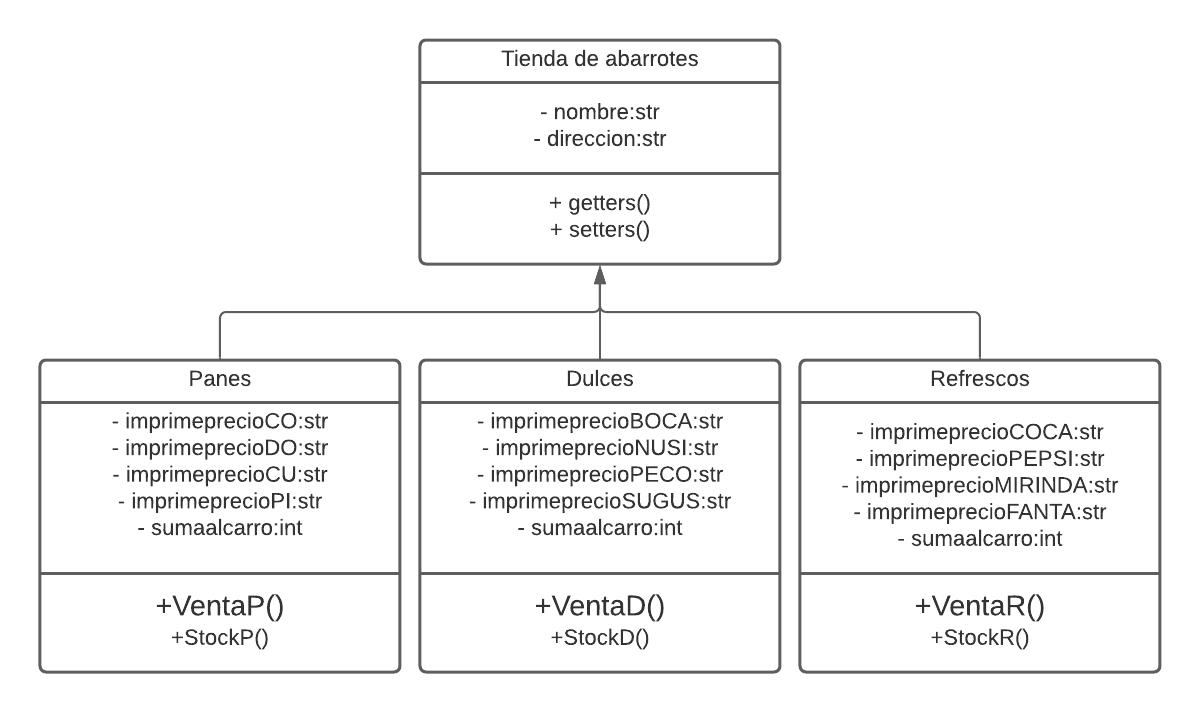 Tienda de abarrotes
- nombre:str
- direccion:str
+ getters()
+ setters()
Panes
- imprimeprecioCO:str
- imprimeprecioDO:str
- imprimeprecioCU:str
- imprimeprecioPI:str
- sumaalcarro:int
+VentaP()
+StockP()
Dulces
- imprimeprecioBOCA:str
- imprimeprecioNUSI:str
- imprimeprecioPECO:str
- imprimeprecioSUGUS:str
- sumaalcarro:int
+VentaD()
+StockD()
Refrescos
- imprimeprecioCOCA:str
- imprimeprecioPEPSI:str
- imprimeprecioMIRINDA:str
- imprimeprecioFANTA:str
- sumaalcarro:int
+VentaR()
+StockR()